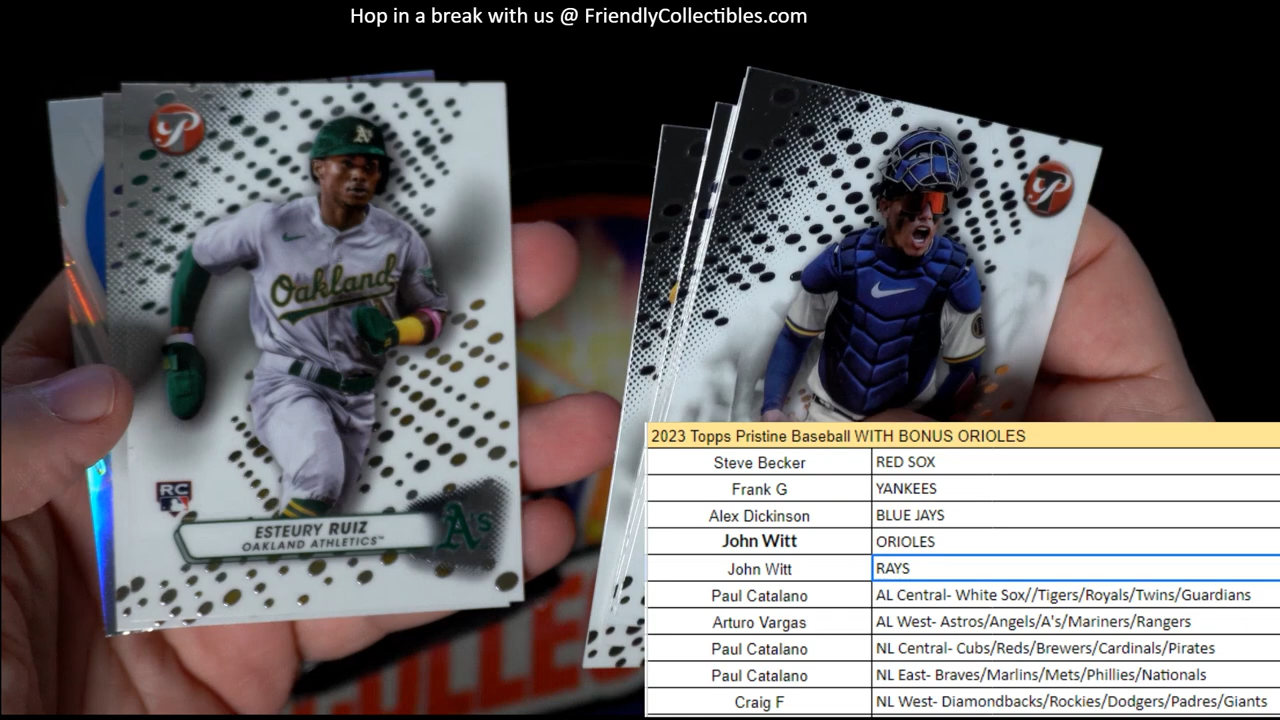 Hop in a break with us @ FriendlyCollectibles.com
Oakland
RC
ESTEURY RUIZ
OAKLAND ATHLETICS™
A's
2023 Topps Pristine Baseball WITH BONUS ORIOLES
Steve Becker RED SOX
Frank G YANKEES
Alex Dickinson BLUE JAYS
John Witt ORIOLES
John Witt RAYS
Paul Catalano AL Central- White Sox//Tigers/Royals/Twins/Guardians
Arturo Vargas AL West- Astros/Angels/A's/Mariners/Rangers
Paul Catalano NL Central- Cubs/Reds/Brewers/Cardinals/Pirates
Paul Catalano NL East- Braves/Marlins/Mets/Phillies/Nationals
Craig F NL West- Diamondbacks/Rockies/Dodgers/Padres/Giants